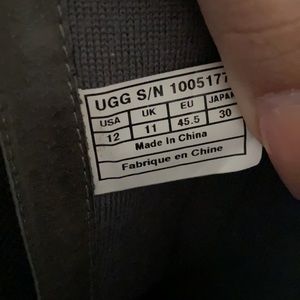 UGG S/N 1005177
USA UK EU JAPAN
12 11 45.5 30
Made in China
Fabrique en Chine